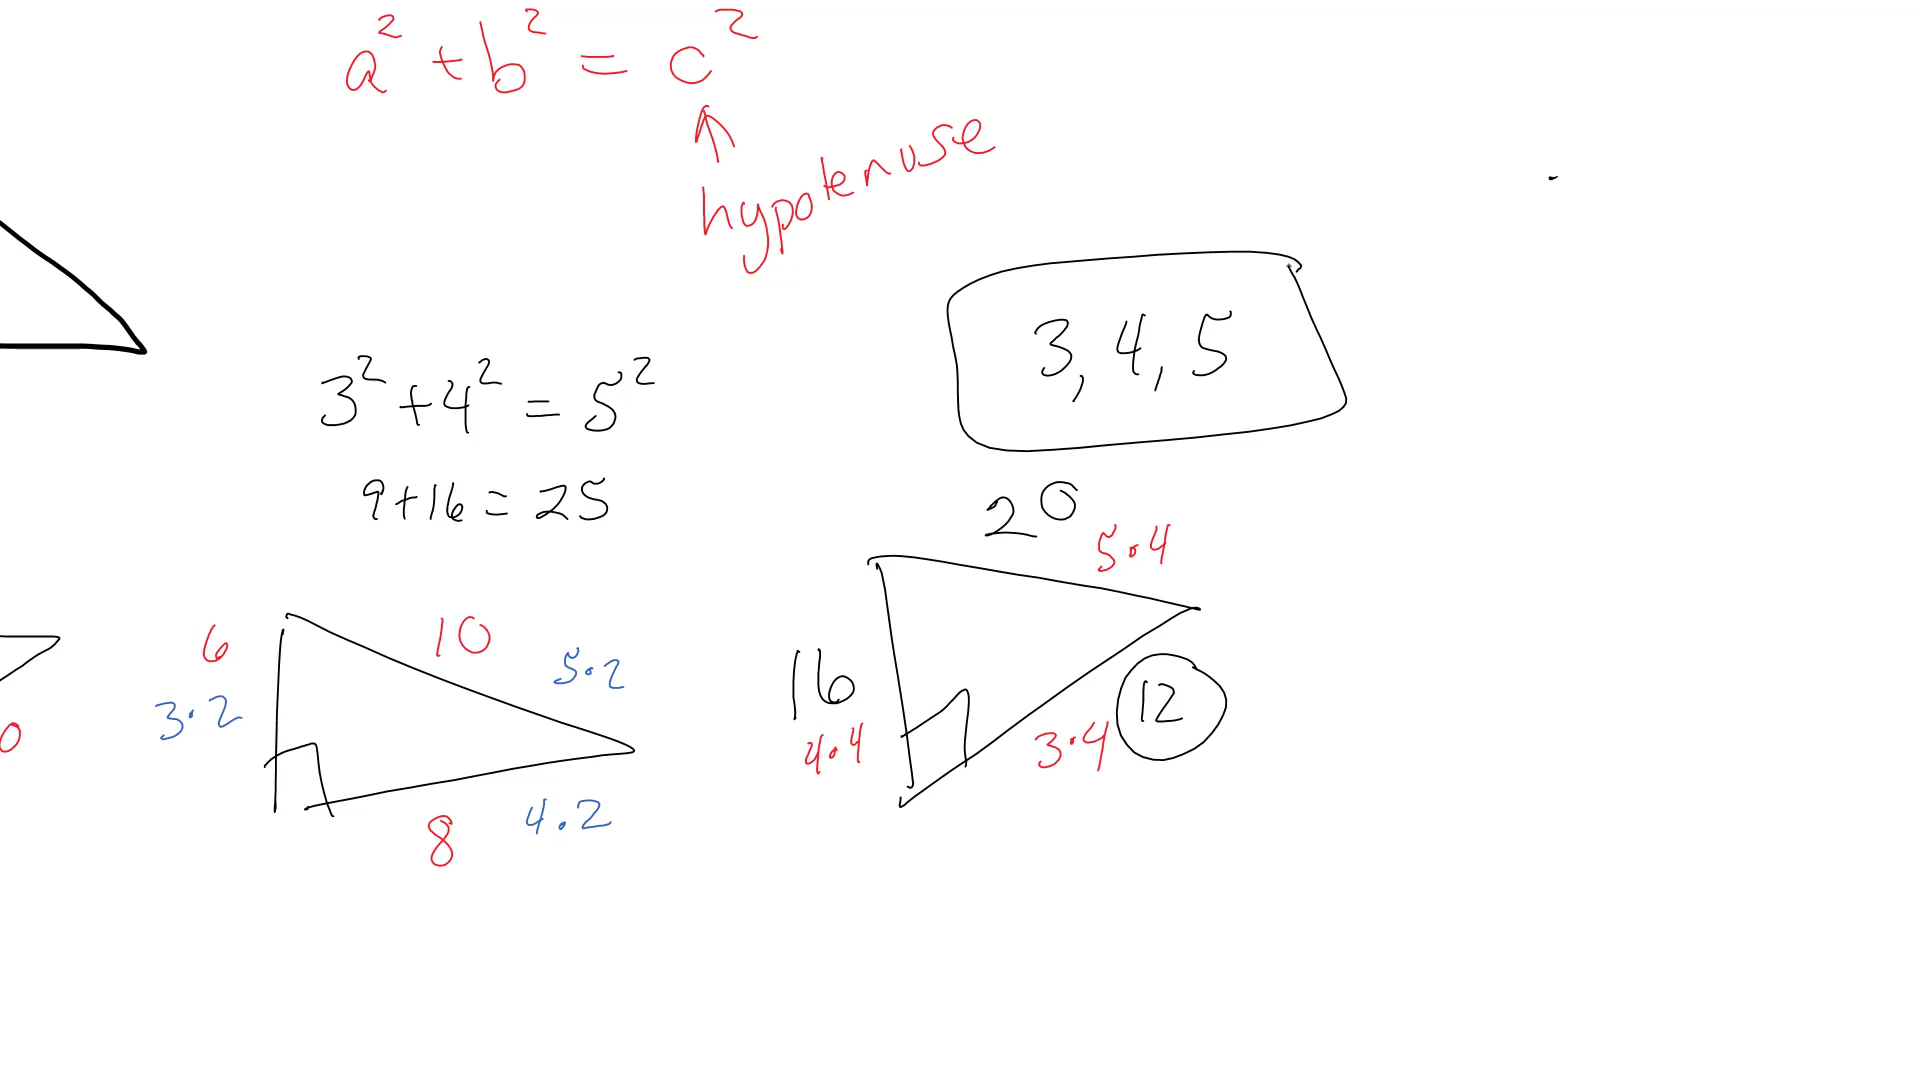 a² + b² = c²
hypotenuse
3, 4, 5
3² + 4² = 5²
9 + 16 = 25
20
5·4
6
10
5·2
3·2
16
12
4·4
3·4
0
8
4·2